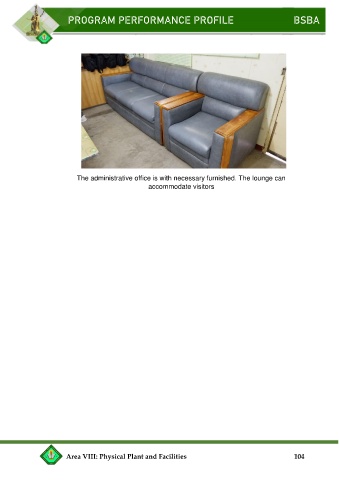 PROGRAM PERFORMANCE PROFILE BSBA
The administrative office is with necessary furnished. The lounge can
accommodate visitors
Area VIII: Physical Plant and Facilities 104